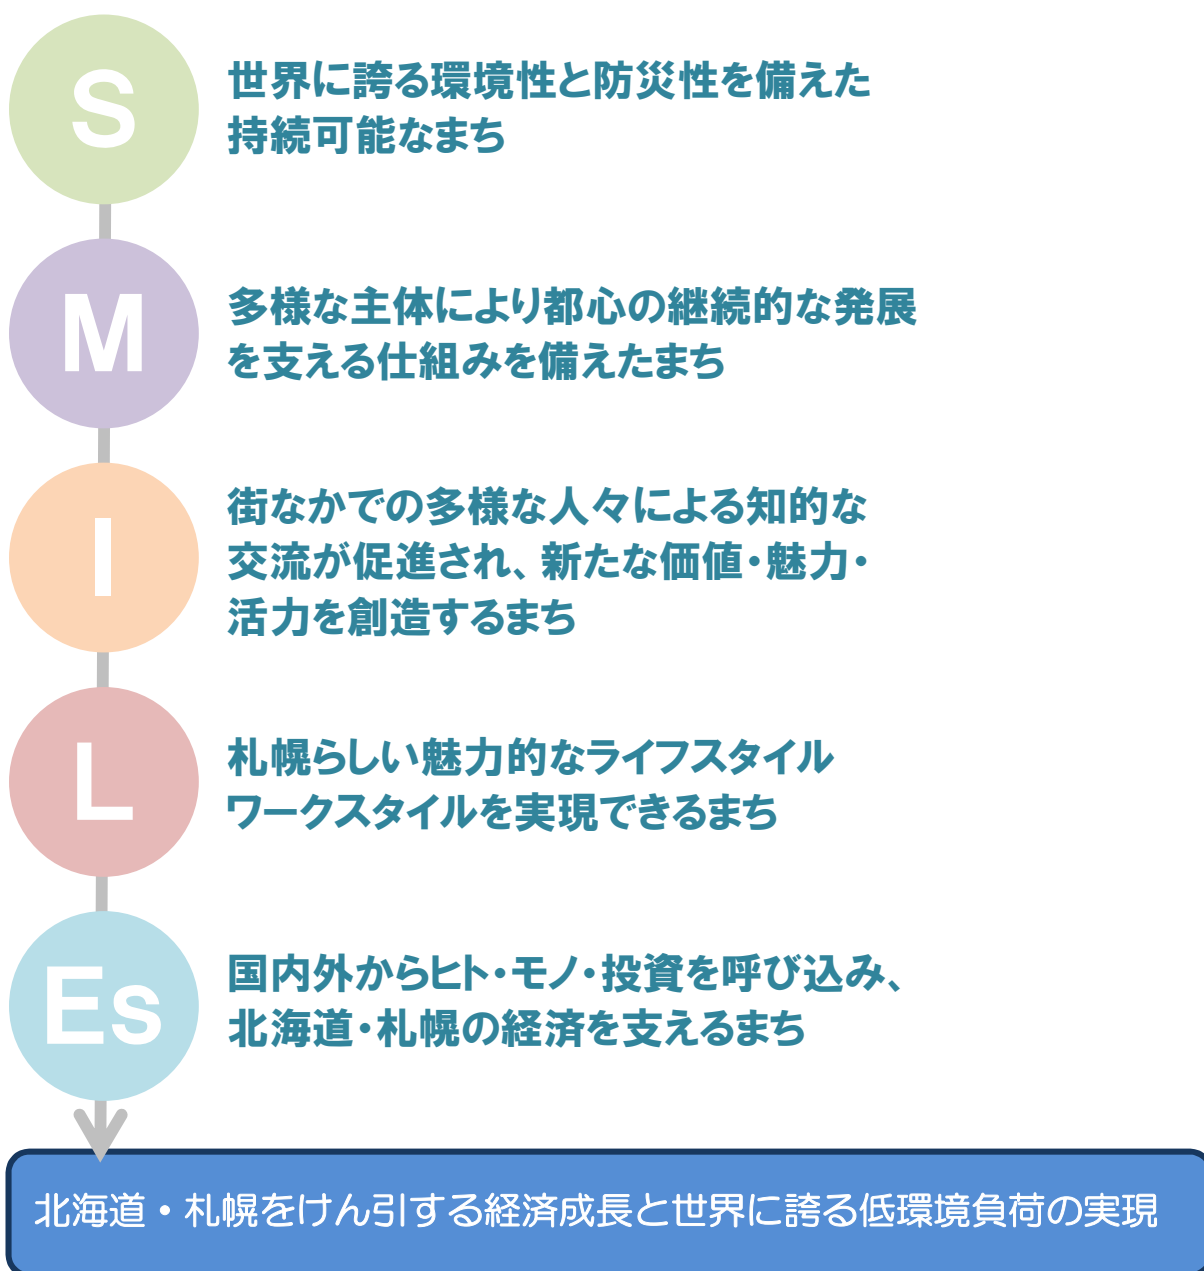 S
世界に誇る環境性と防災性を備えた
持続可能なまち
M
多様な主体により都心の継続的な発展
を支える仕組みを備えたまち
I
街なかでの多様な人々による知的な
交流が促進され、新たな価値・魅力・
活力を創造するまち
L
札幌らしい魅力的なライフスタイル
ワークスタイルを実現できるまち
Es
国内外からヒト・モノ・投資を呼び込み、
北海道・札幌の経済を支えるまち
北海道・札幌をけん引する経済成長と世界に誇る低環境負荷の実現